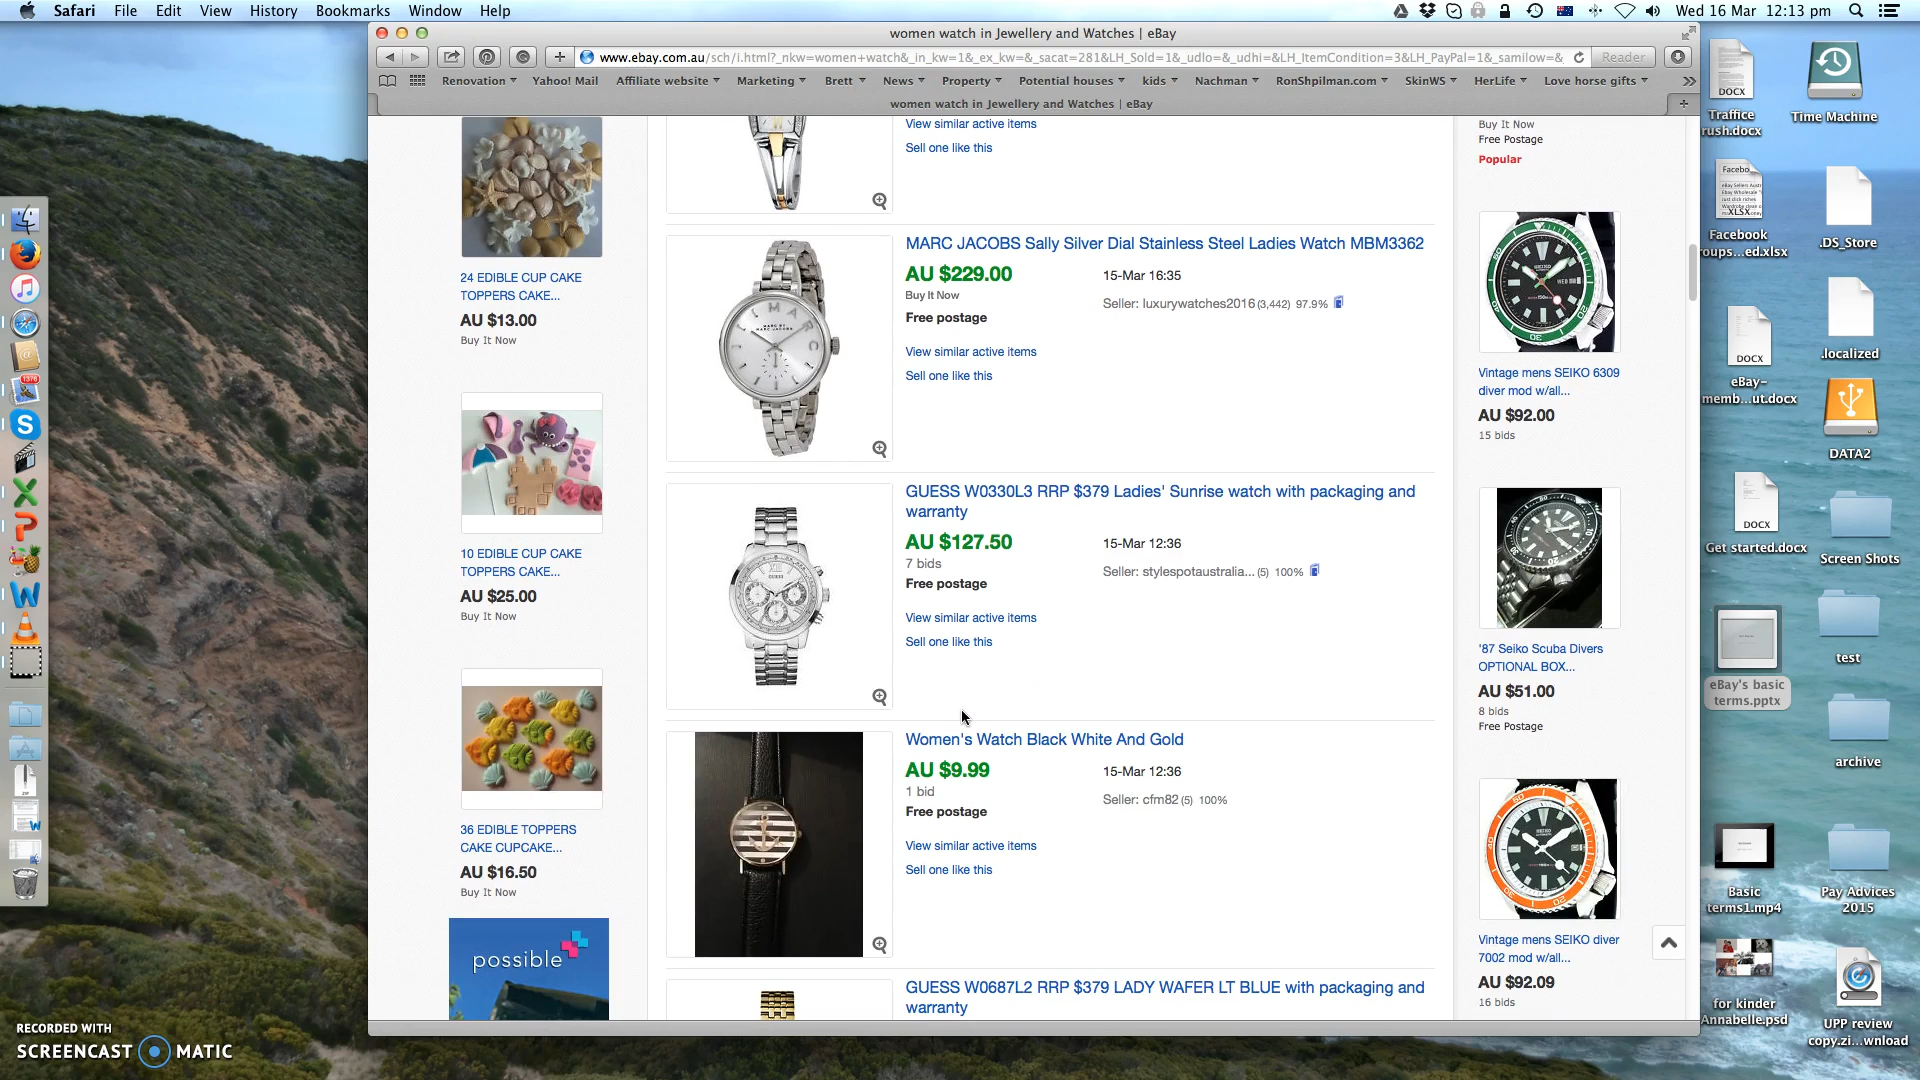 Safari File Edit View History Bookmarks Window Help
Wed 16 Mar 12:13 pm
women watch in Jewellery and Watches | eBay
www.ebay.com.au/sch/i.html?_nkw=women+watch&_in_kw=1&_ex_kw=&_sacat=281&LH_Sold=1&_udlo=&_udhi=&LH_ItemCondition=3&LH_PayPal=1&_samilow=&_
Reader
Renovation Yahoo! Mail Affiliate website Marketing Brett News Property Potential houses kids Nachman RonShpilman.com SkinWS HerLife Love horse gifts
women watch in Jewellery and Watches | eBay
24 EDIBLE CUP CAKE
TOPPERS CAKE...
AU $13.00
Buy It Now
10 EDIBLE CUP CAKE
TOPPERS CAKE...
AU $25.00
Buy It Now
36 EDIBLE TOPPERS
CAKE CUPCAKE...
AU $16.50
Buy It Now
possible
View similar active items
Sell one like this
MARC JACOBS Sally Silver Dial Stainless Steel Ladies Watch MBM3362
AU $229.00
15-Mar 16:35
Buy It Now
Seller: luxurywatches2016 (3,442) 97.9%
Free postage
View similar active items
Sell one like this
GUESS W0330L3 RRP $379 Ladies' Sunrise watch with packaging and
warranty
AU $127.50
15-Mar 12:36
7 bids
Seller: stylespotaustralia... (5) 100%
Free postage
View similar active items
Sell one like this
Women's Watch Black White And Gold
AU $9.99
15-Mar 12:36
1 bid
Seller: cfm82 (5) 100%
Free postage
View similar active items
Sell one like this
GUESS W0687L2 RRP $379 LADY WAFER LT BLUE with packaging and
warranty
Buy It Now
Free Postage
Popular
Vintage mens SEIKO 6309
diver mod w/all...
AU $92.00
15 bids
'87 Seiko Scuba Divers
OPTIONAL BOX...
AU $51.00
8 bids
Free Postage
Vintage mens SEIKO diver
7002 mod w/all...
AU $92.09
16 bids
DOCX
Traffice
rush.docx
Time Machine
XLSX
Facebook
oups...ed.xlsx
.DS_Store
DOCX
eBay-
memb...ut.docx
.localized
DATA2
DOCX
Get started.docx
Screen Shots
eBay's basic
terms.pptx
test
archive
Basic
terms1.mp4
Pay Advices
2015
for kinder
Annabelle.psd
UPP review
copy.zi...wnload
1376
RECORDED WITH
SCREENCAST MATIC